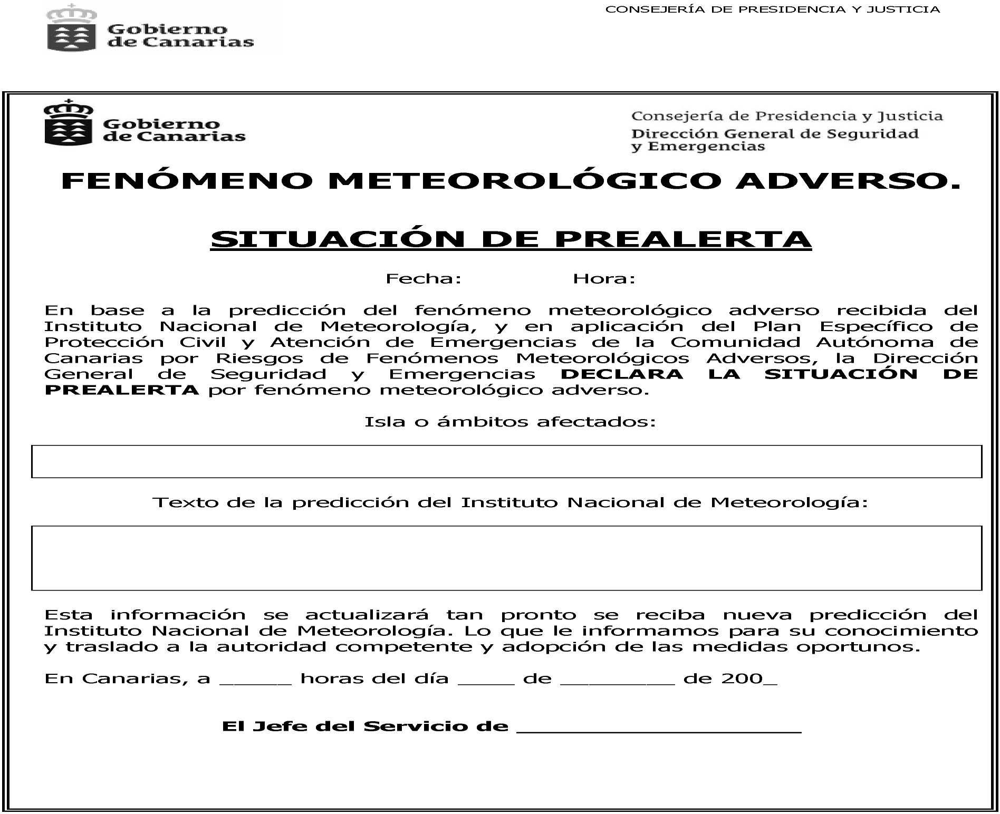 CONSEJERÍA DE PRESIDENCIA Y JUSTICIA
Gobierno
de Canarias
Gobierno
de Canarias
Consejería de Presidencia y Justicia
Dirección General de Seguridad
y Emergencias
FENÓMENO METEOROLÓGICO ADVERSO.
SITUACIÓN DE PREALERTA
Fecha: Hora:
En base a la predicción del fenómeno meteorológico adverso recibida del
Instituto Nacional de Meteorología, y en aplicación del Plan Específico de
Protección Civil y Atención de Emergencias de la Comunidad Autónoma de
Canarias por Riesgos de Fenómenos Meteorológicos Adversos, la Dirección
General de Seguridad y Emergencias DECLARA LA SITUACIÓN DE
PREALERTA por fenómeno meteorológico adverso.
Isla o ámbitos afectados:
Texto de la predicción del Instituto Nacional de Meteorología:
Esta información se actualizará tan pronto se reciba nueva predicción del
Instituto Nacional de Meteorología. Lo que le informamos para su conocimiento
y traslado a la autoridad competente y adopción de las medidas oportunos.
En Canarias, a _____ horas del día ____ de ________ de 200_
El Jefe del Servicio de ____________________